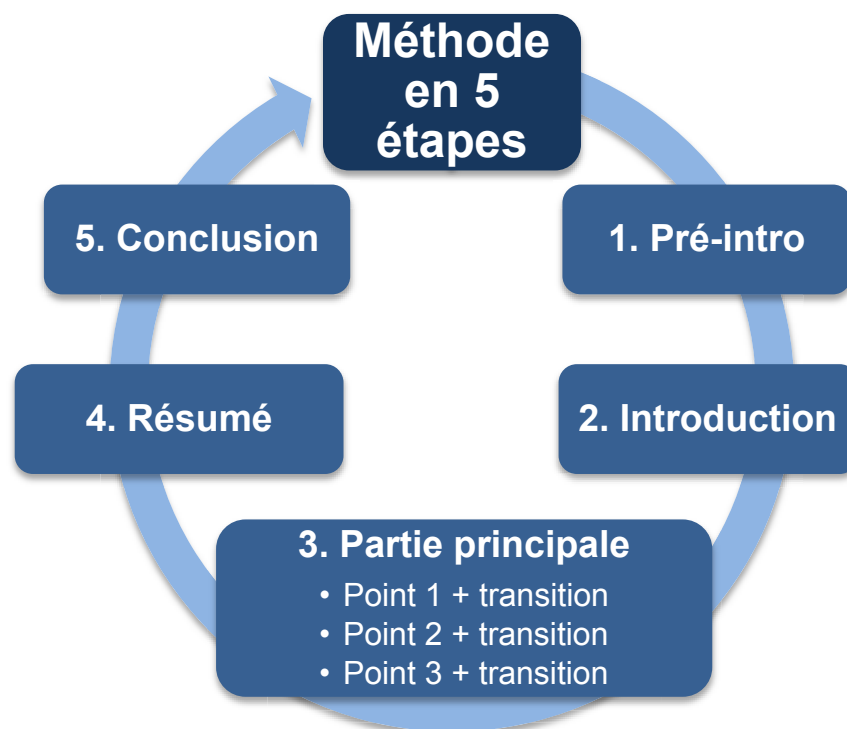 Méthode
en 5
étapes
1. Pré-intro
2. Introduction
3. Partie principale
• Point 1 + transition
• Point 2 + transition
• Point 3 + transition
4. Résumé
5. Conclusion